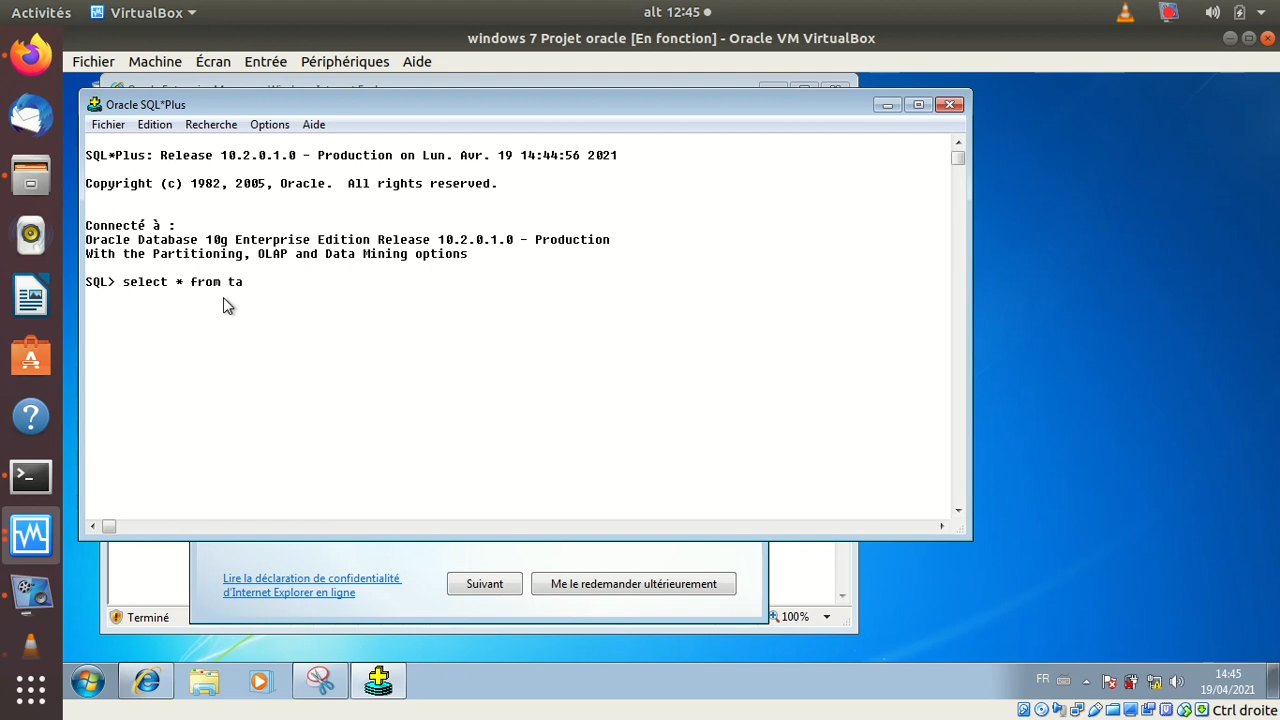 Activités
VirtualBox
alt 12:45
windows 7 Projet oracle [En fonction] - Oracle VM VirtualBox
Fichier Machine Écran Entrée Périphériques Aide
Oracle SQL*Plus
Fichier Edition Recherche Options Aide
SQL*Plus: Release 10.2.0.1.0 - Production on Lun. Avr. 19 14:44:56 2021
Copyright (c) 1982, 2005, Oracle. All rights reserved.
Connecté à :
Oracle Database 10g Enterprise Edition Release 10.2.0.1.0 - Production
With the Partitioning, OLAP and Data Mining options
SQL> select * from ta
Lire la déclaration de confidentialité
d'Internet Explorer en ligne
Suivant
Me le redemander ultérieurement
Terminé
100%
FR
14:45
19/04/2021
Ctrl droite